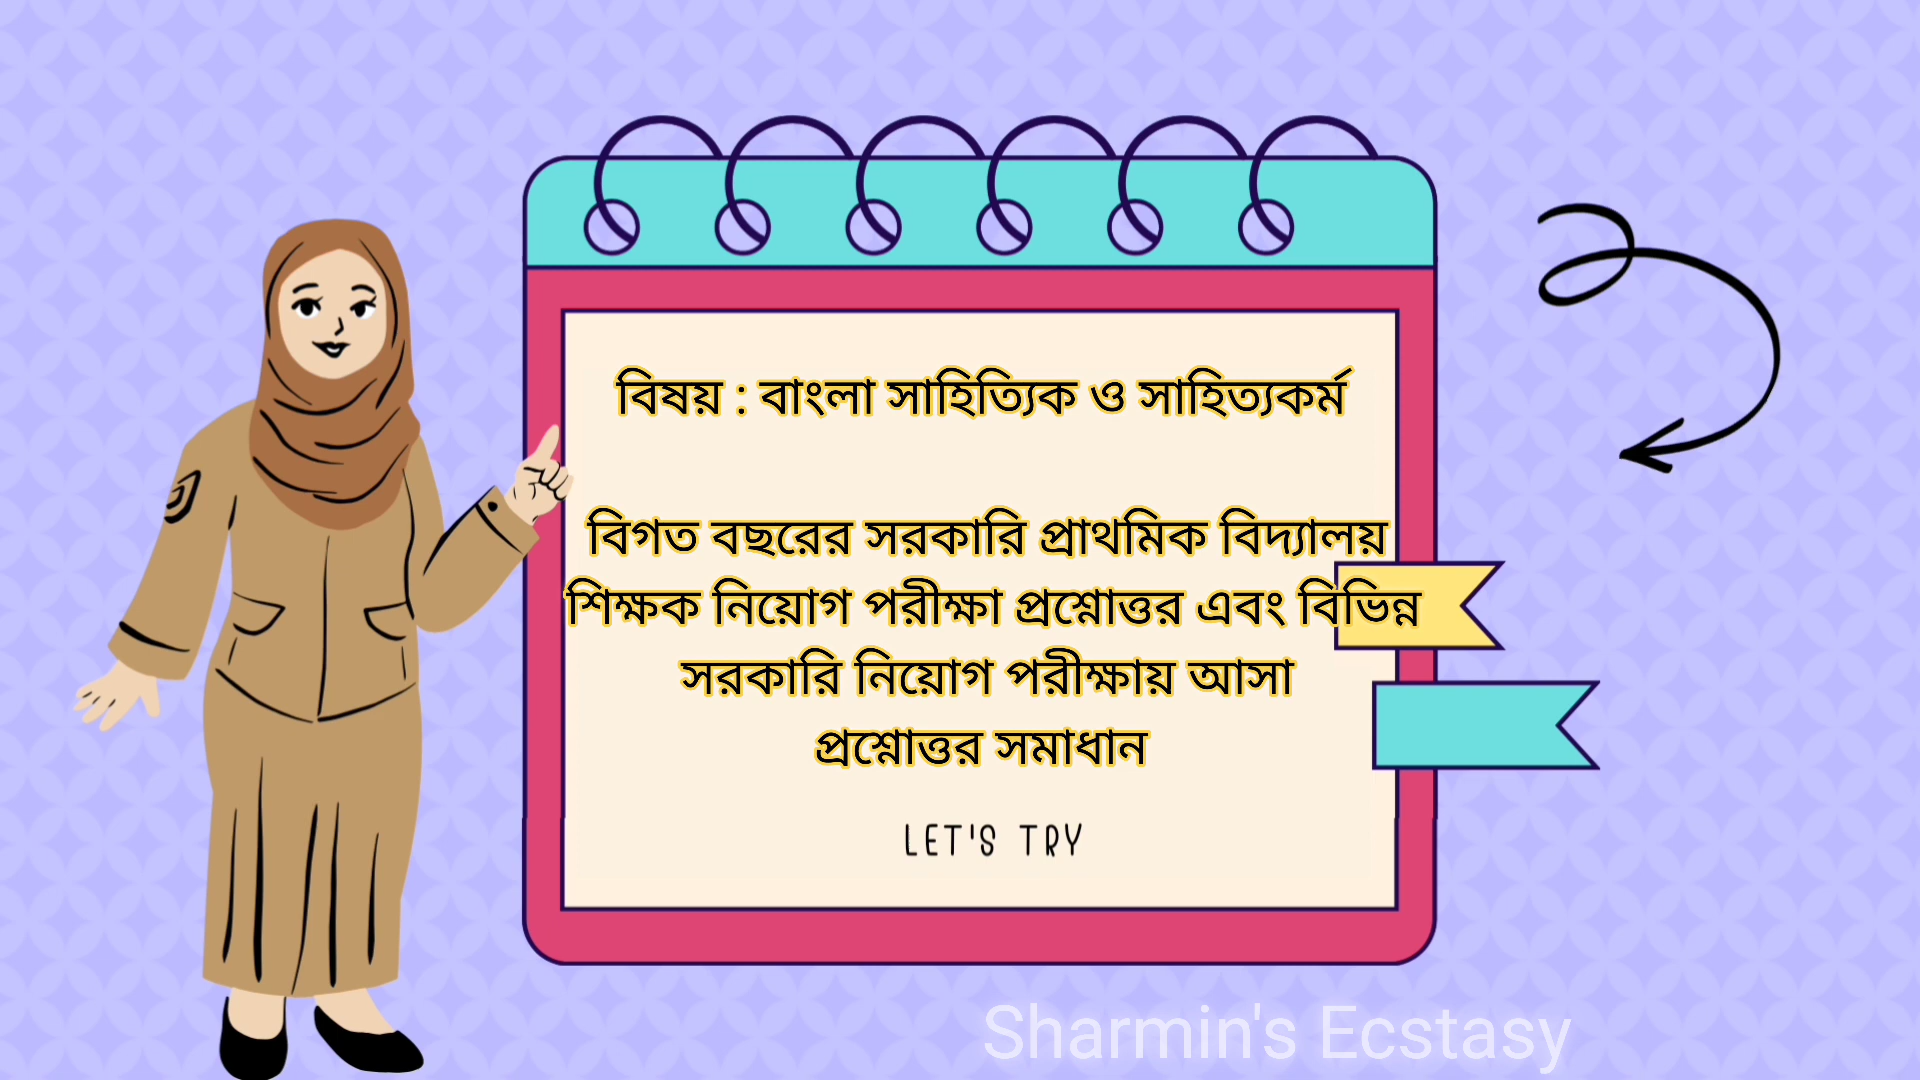 বিষয় : বাংলা সাহিত্যিক ও সাহিত্যকর্ম
বিগত বছরের সরকারি প্রাথমিক বিদ্যালয়
শিক্ষক নিয়োগ পরীক্ষা প্রশ্নোত্তর এবং বিভিন্ন
সরকারি নিয়োগ পরীক্ষায় আসা
প্রশ্নোত্তর সমাধান
LET'S TRY
Sharmin's Ecstasy